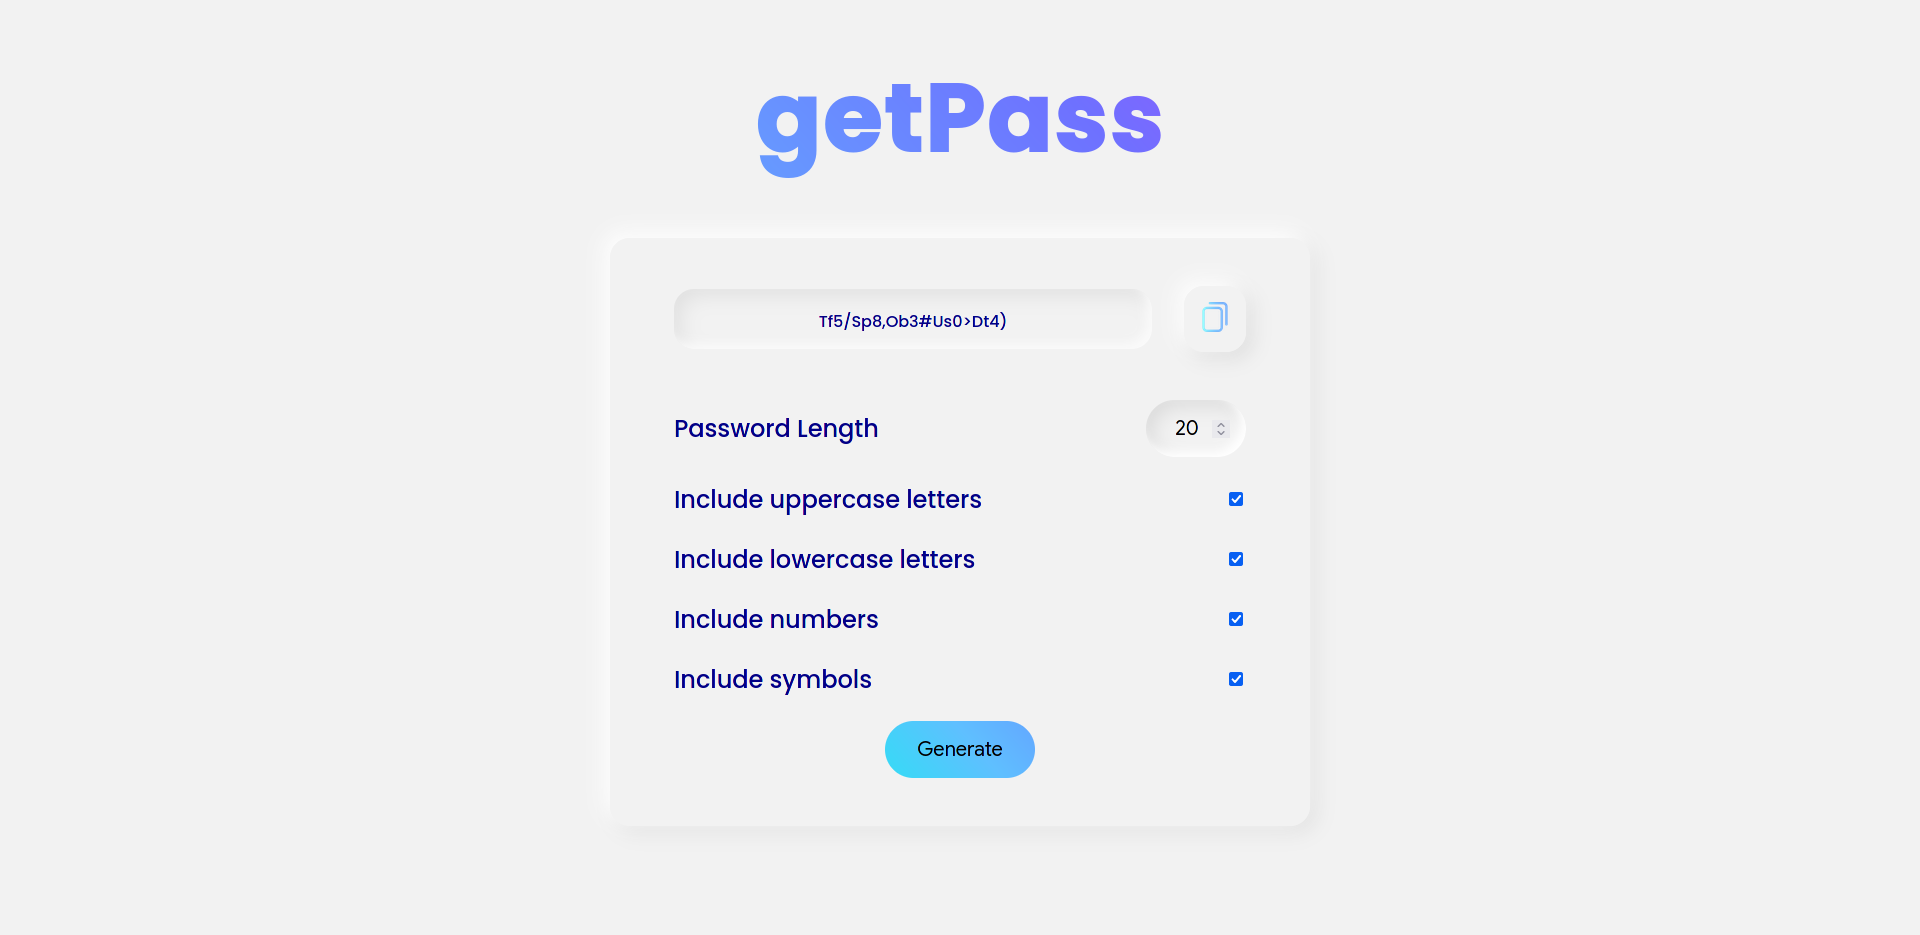 getPass
Tf5/Sp8,Ob3#Us0>Dt4)
Password Length
20
Include uppercase letters
Include lowercase letters
Include numbers
Include symbols
Generate